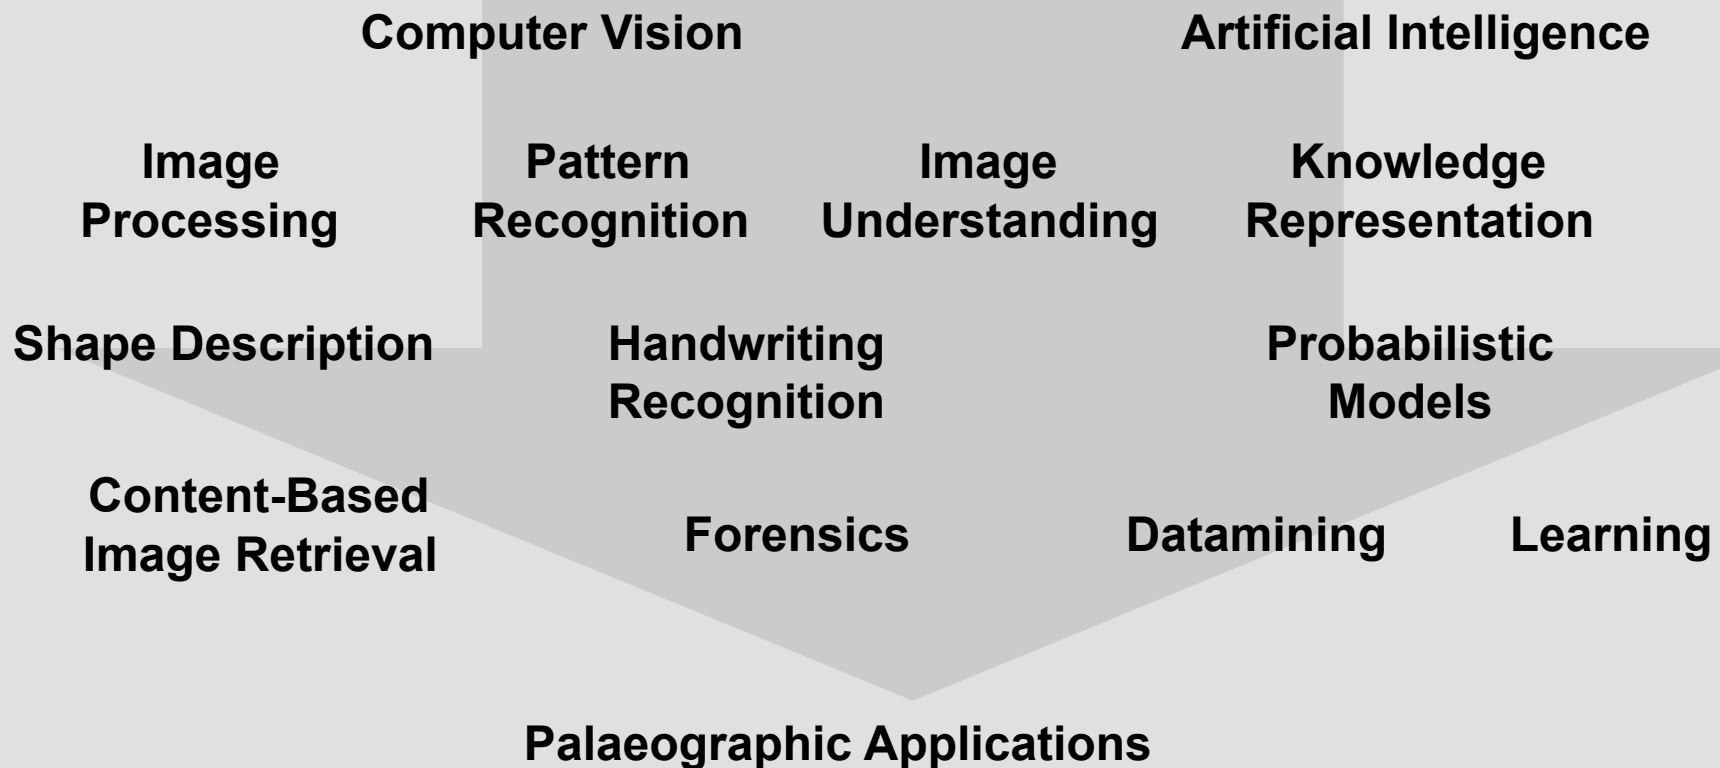 Computer Vision Artificial Intelligence
Image Pattern Image Knowledge
Processing Recognition Understanding Representation
Shape Description Handwriting Probabilistic
Recognition Models
Content-Based
Image Retrieval Forensics Datamining Learning
Palaeographic Applications